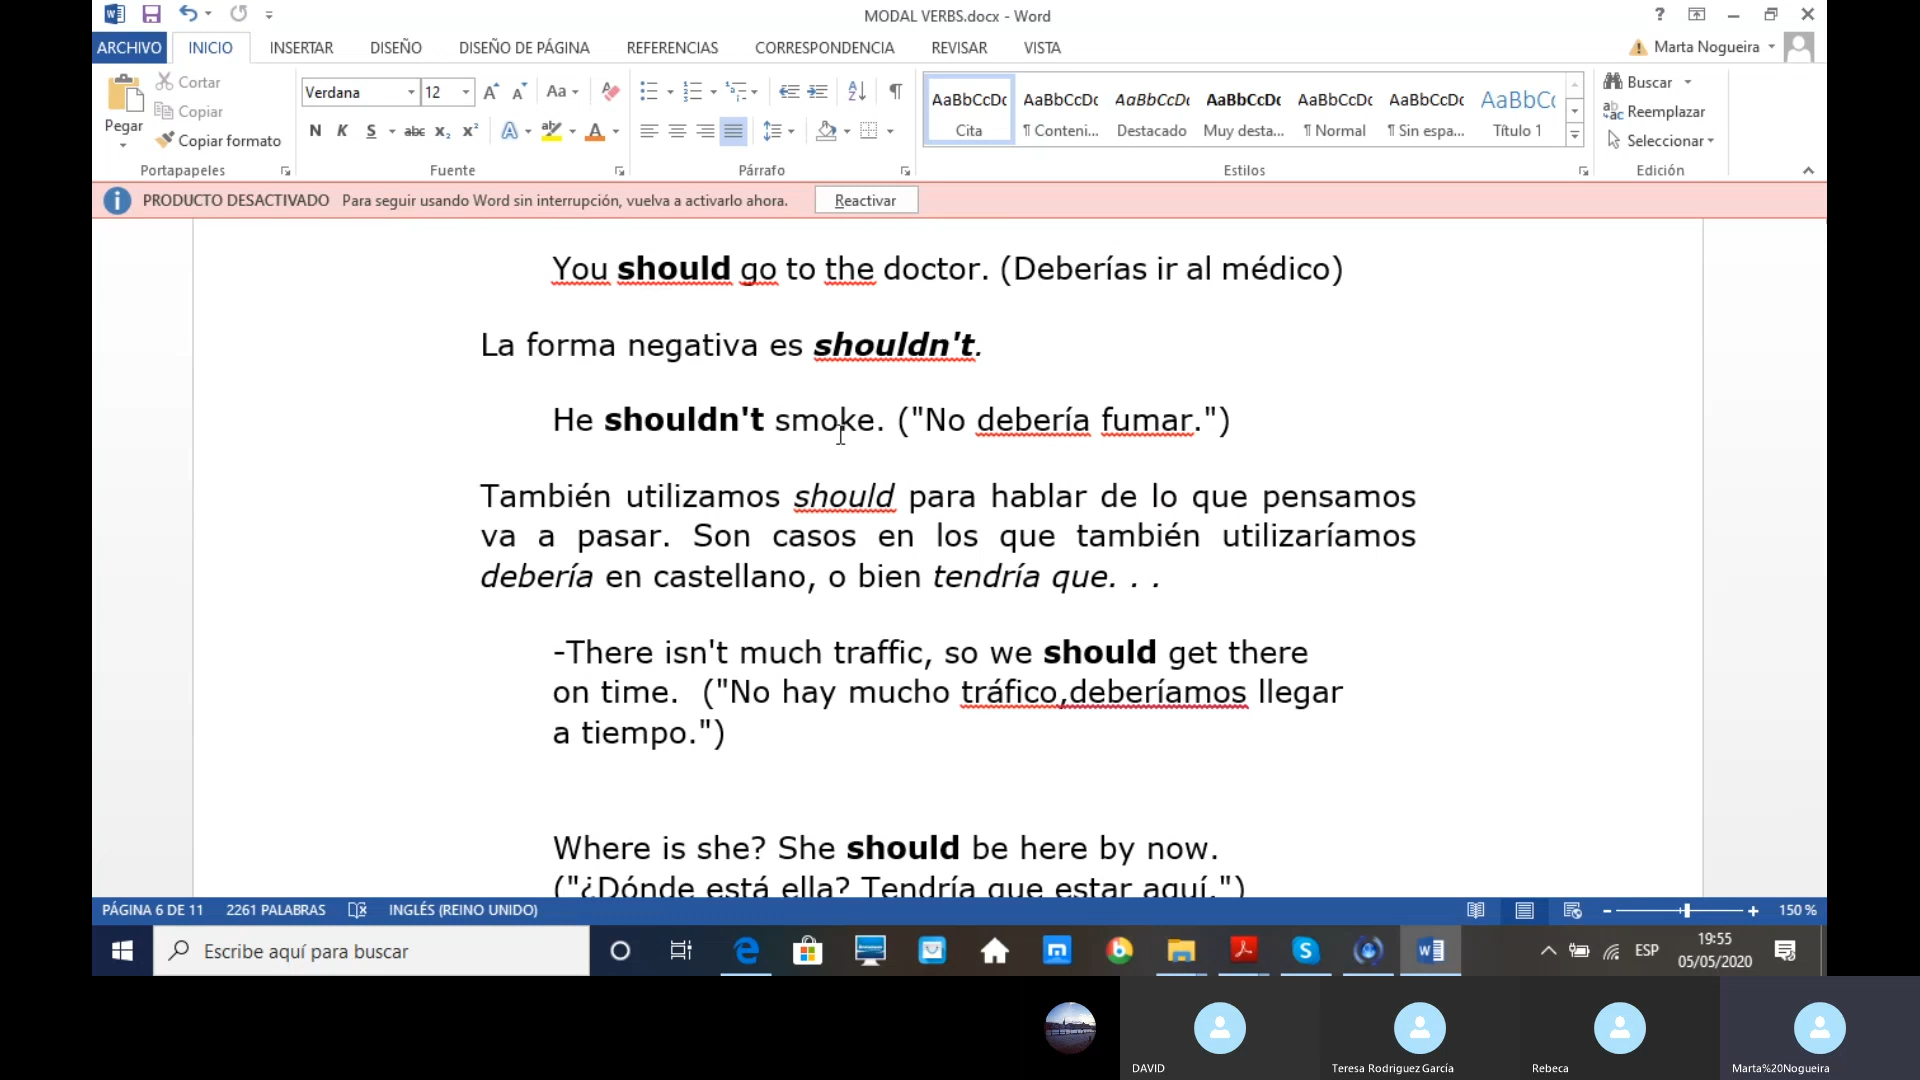 MODAL VERBS.docx - Word
ARCHIVO INICIO INSERTAR DISEÑO DISEÑO DE PÁGINA REFERENCIAS CORRESPONDENCIA REVISAR VISTA Marta Nogueira
Cortar
Copiar
Copiar formato
Pegar
Portapapeles
Verdana 12
Fuente
Párrafo
AaBbCcDc AaBbCcDc AaBbCcDc AaBbCcDc AaBbCcDc AaBbCcDc AaBbCc
Cita ¶ Conteni... Destacado Muy desta... ¶ Normal ¶ Sin espa... Título 1
Estilos
Buscar
Reemplazar
Seleccionar
Edición
PRODUCTO DESACTIVADO Para seguir usando Word sin interrupción, vuelva a activarlo ahora. Reactivar
You should go to the doctor. (Deberías ir al médico)
La forma negativa es shouldn't.
He shouldn't smoke. ("No debería fumar.")
También utilizamos should para hablar de lo que pensamos
va a pasar. Son casos en los que también utilizaríamos
debería en castellano, o bien tendría que. . .
-There isn't much traffic, so we should get there
on time. ("No hay mucho tráfico,deberíamos llegar
a tiempo.")
Where is she? She should be here by now.
("¿Dónde está ella? Tendría que estar aquí.")
PÁGINA 6 DE 11 2261 PALABRAS INGLÉS (REINO UNIDO) 150 %
Escribe aquí para buscar
ESP
19:55
05/05/2020
DAVID Teresa Rodriguez García Rebeca Marta%20Nogueira